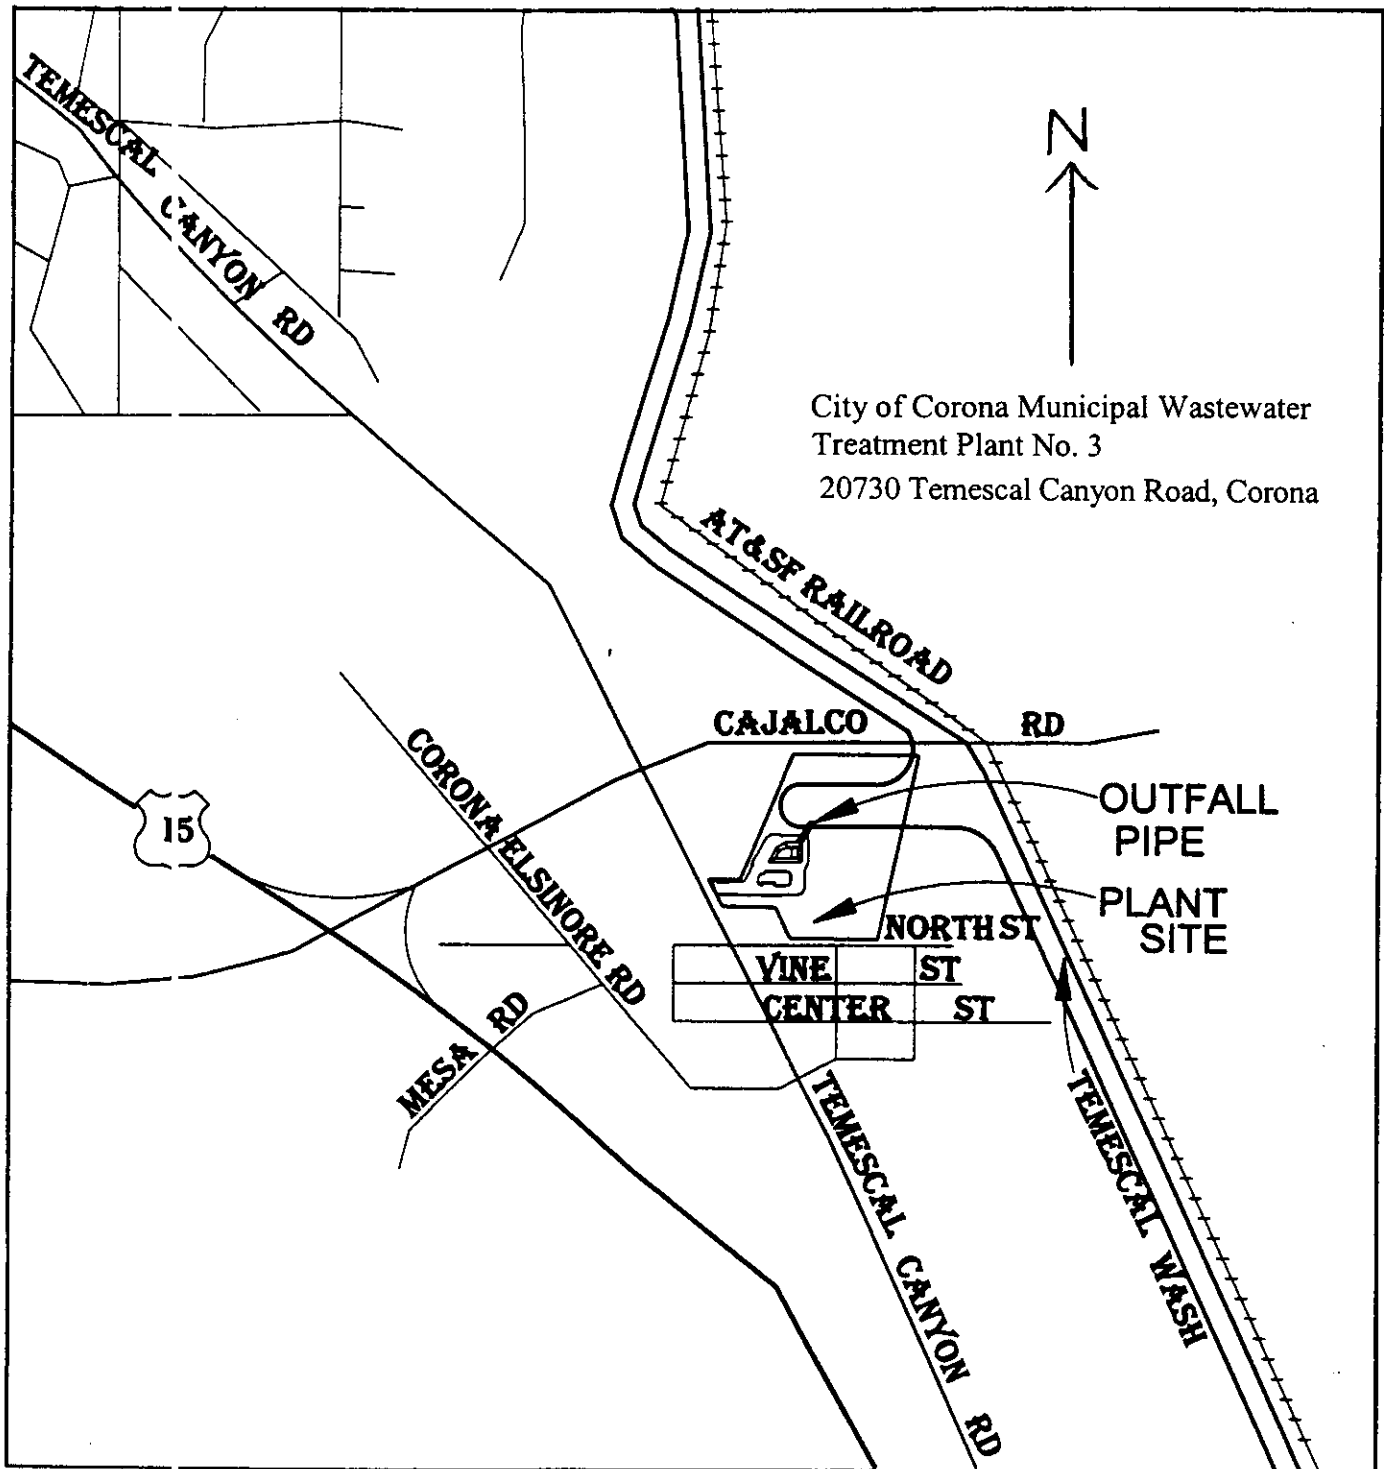 TEMESCAL CANYON RD
N
City of Corona Municipal Wastewater
Treatment Plant No. 3
20730 Temescal Canyon Road, Corona
AT&SF RAILROAD
CAJALCO RD
CORONA ELSINORE RD
15
OUTFALL
PIPE
PLANT
SITE
NORTH ST
VINE ST
CENTER ST
MESA RD
TEMESCAL CANYON RD
TEMESCAL WASH